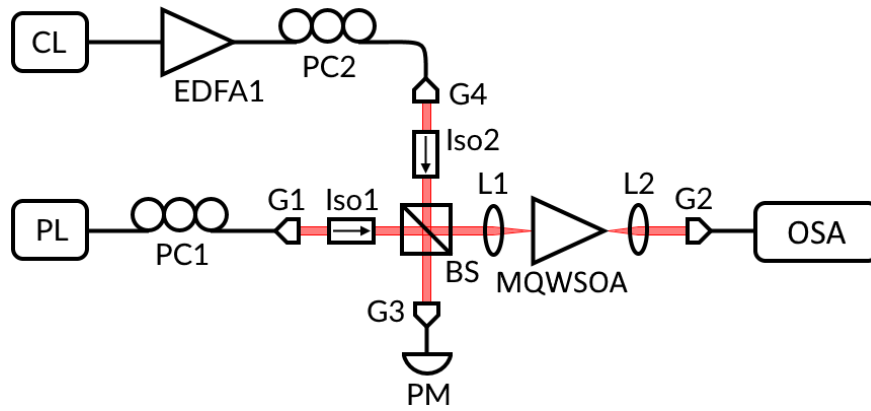 CL
EDFA1
PC2
G4
Iso2
PL
PC1
G1
Iso1
BS
L1
MQWSOA
L2
G2
OSA
G3
PM